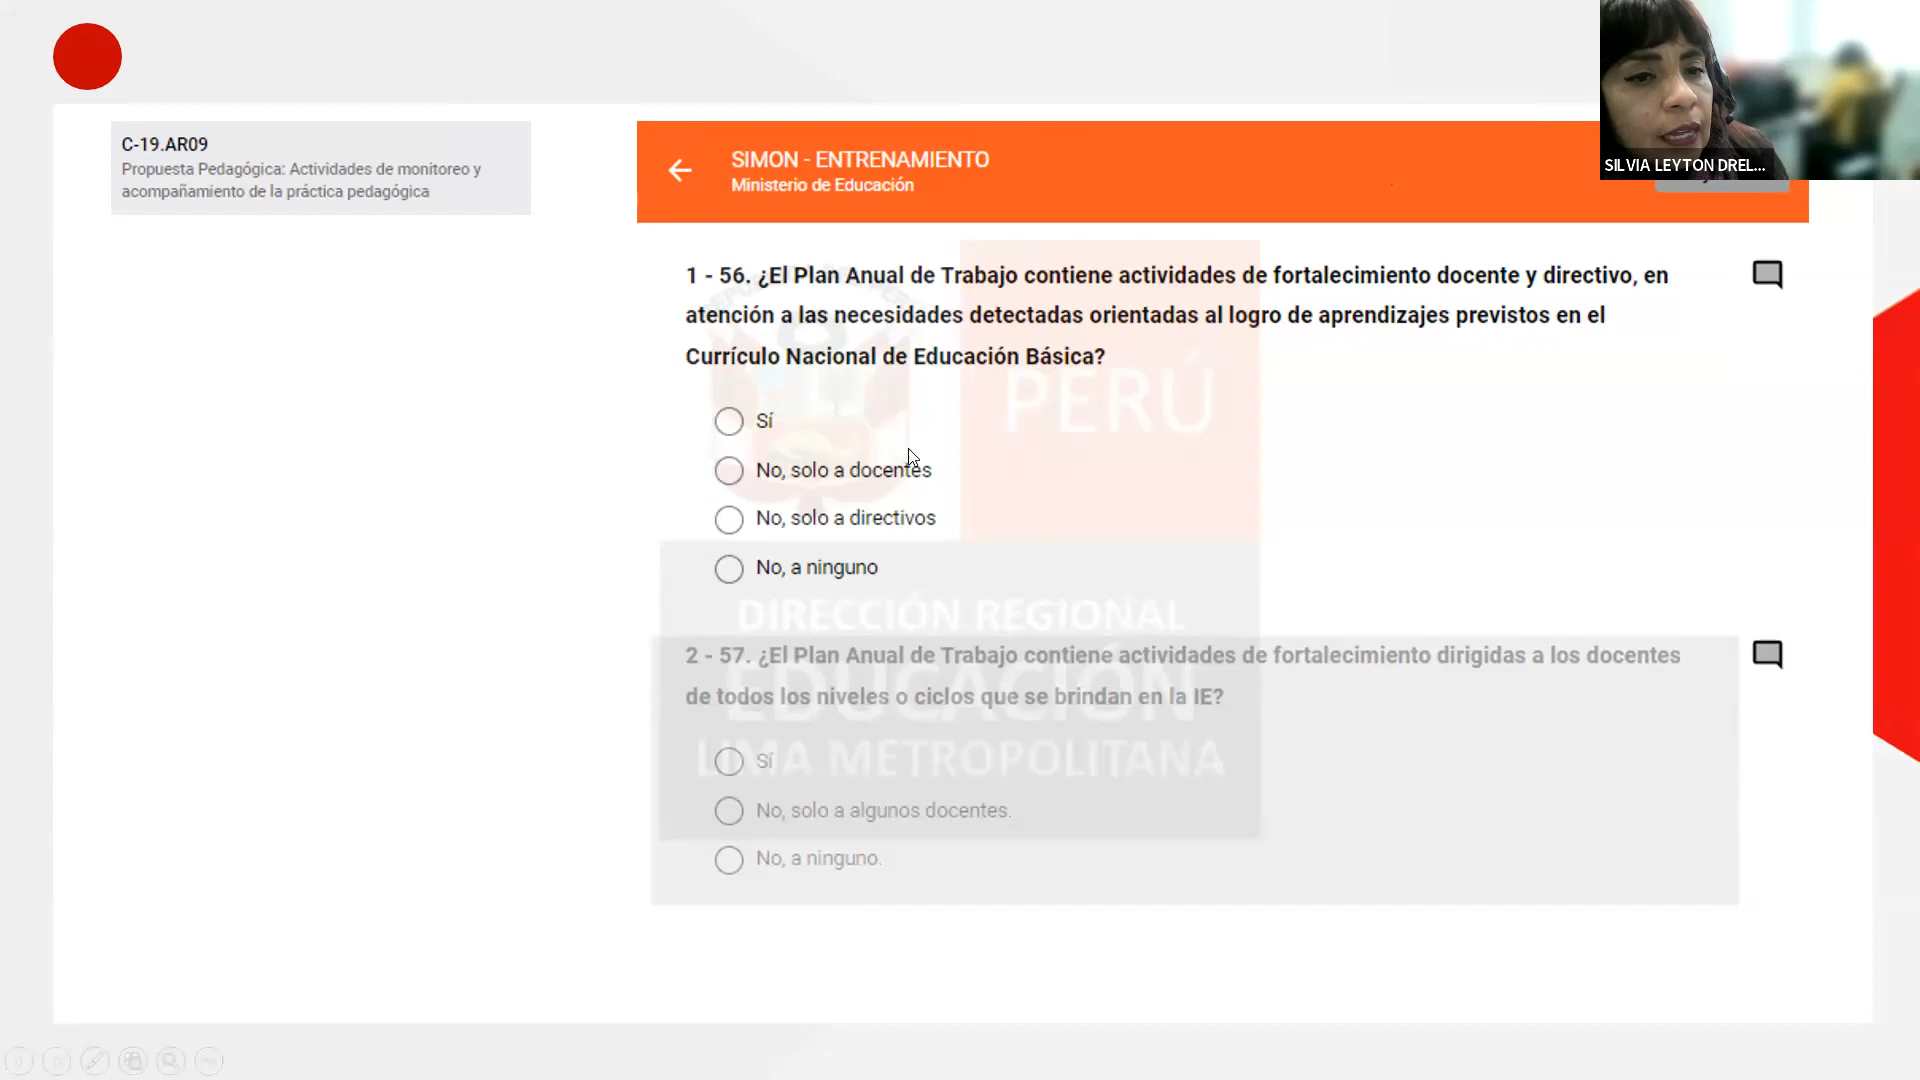 C-19.AR09
Propuesta Pedagógica: Actividades de monitoreo y
acompañamiento de la práctica pedagógica
SIMON - ENTRENAMIENTO
Ministerio de Educación
SILVIA LEYTON DREL...
1 - 56. ¿El Plan Anual de Trabajo contiene actividades de fortalecimiento docente y directivo, en
atención a las necesidades detectadas orientadas al logro de aprendizajes previstos en el
Currículo Nacional de Educación Básica?
PERÚ
Sí
No, solo a docentes
No, solo a directivos
No, a ninguno
DIRECCIÓN REGIONAL
2 - 57. ¿El Plan Anual de Trabajo contiene actividades de fortalecimiento dirigidas a los docentes
de todos los niveles o ciclos que se brindan en la IE?
EDUCACIÓN
LIMA METROPOLITANA
Sí
No, solo a algunos docentes.
No, a ninguno.